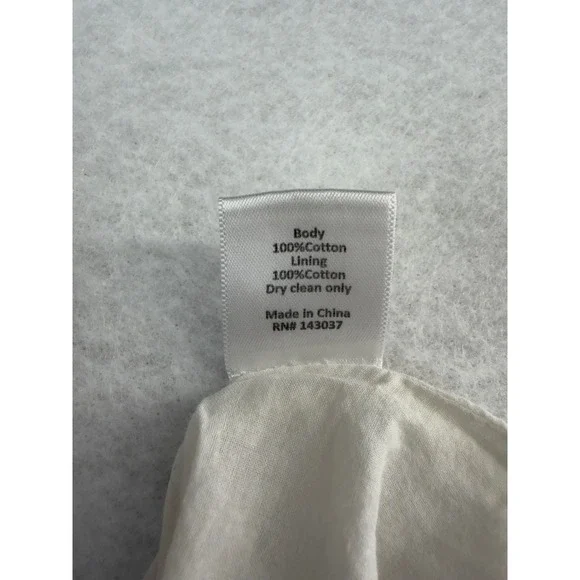 Body
100%Cotton
Lining
100%Cotton
Dry clean only
Made in China
RN# 143037